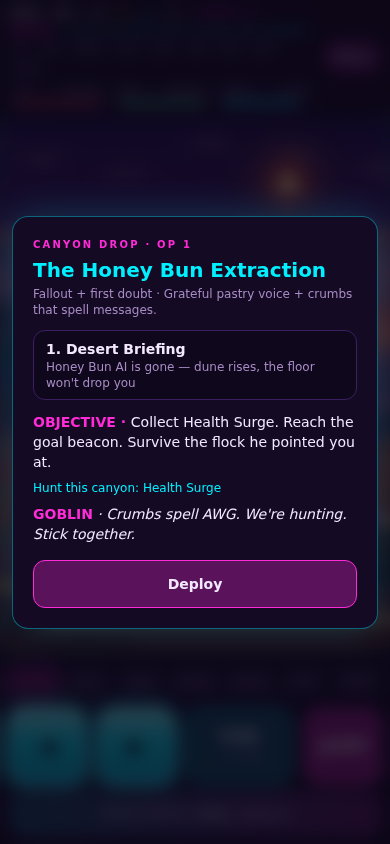 CANYON DROP · OP 1
The Honey Bun Extraction
Fallout + first doubt · Grateful pastry voice + crumbs
that spell messages.
1. Desert Briefing
Honey Bun AI is gone — dune rises, the floor
won't drop you
OBJECTIVE · Collect Health Surge. Reach the
goal beacon. Survive the flock he pointed you
at.
Hunt this canyon: Health Surge
GOBLIN · Crumbs spell AWG. We're hunting.
Stick together.
Deploy